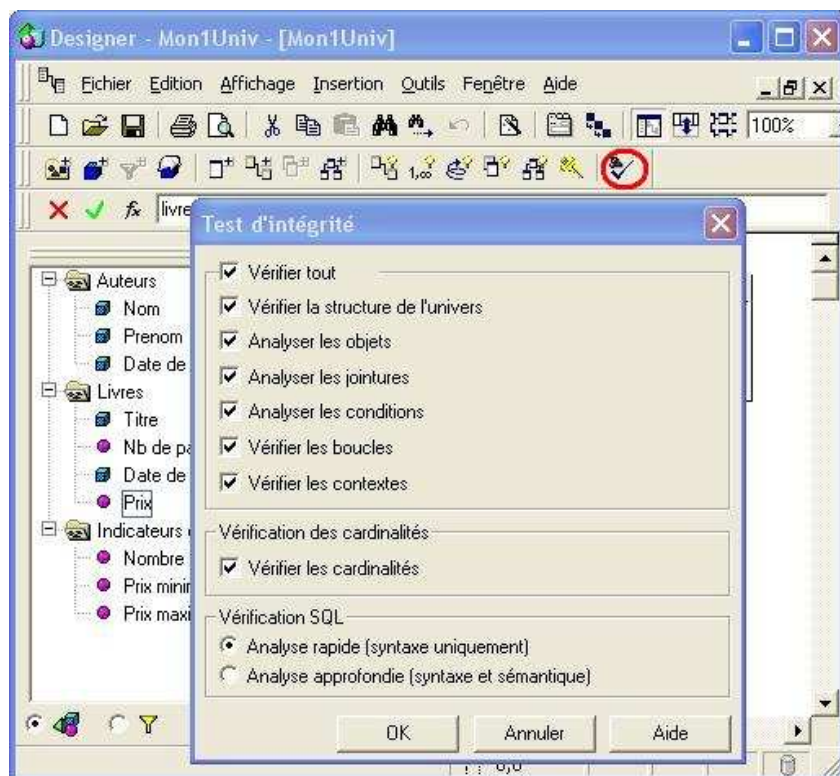 Designer - Mon1Univ - [Mon1Univ]
Fichier Edition Affichage Insertion Outils Fenêtre Aide
100%
fx livre
Test d'intégrité
Auteurs
Nom
Prenom
Date de
Livres
Titre
Nb de pa
Date de
Prix
Indicateurs
Nombre
Prix minir
Prix maxi
Vérifier tout
Vérifier la structure de l'univers
Analyser les objets
Analyser les jointures
Analyser les conditions
Vérifier les boucles
Vérifier les contextes
Vérification des cardinalités
Vérifier les cardinalités
Vérification SQL
Analyse rapide (syntaxe uniquement)
Analyse approfondie (syntaxe et sémantique)
OK Annuler Aide